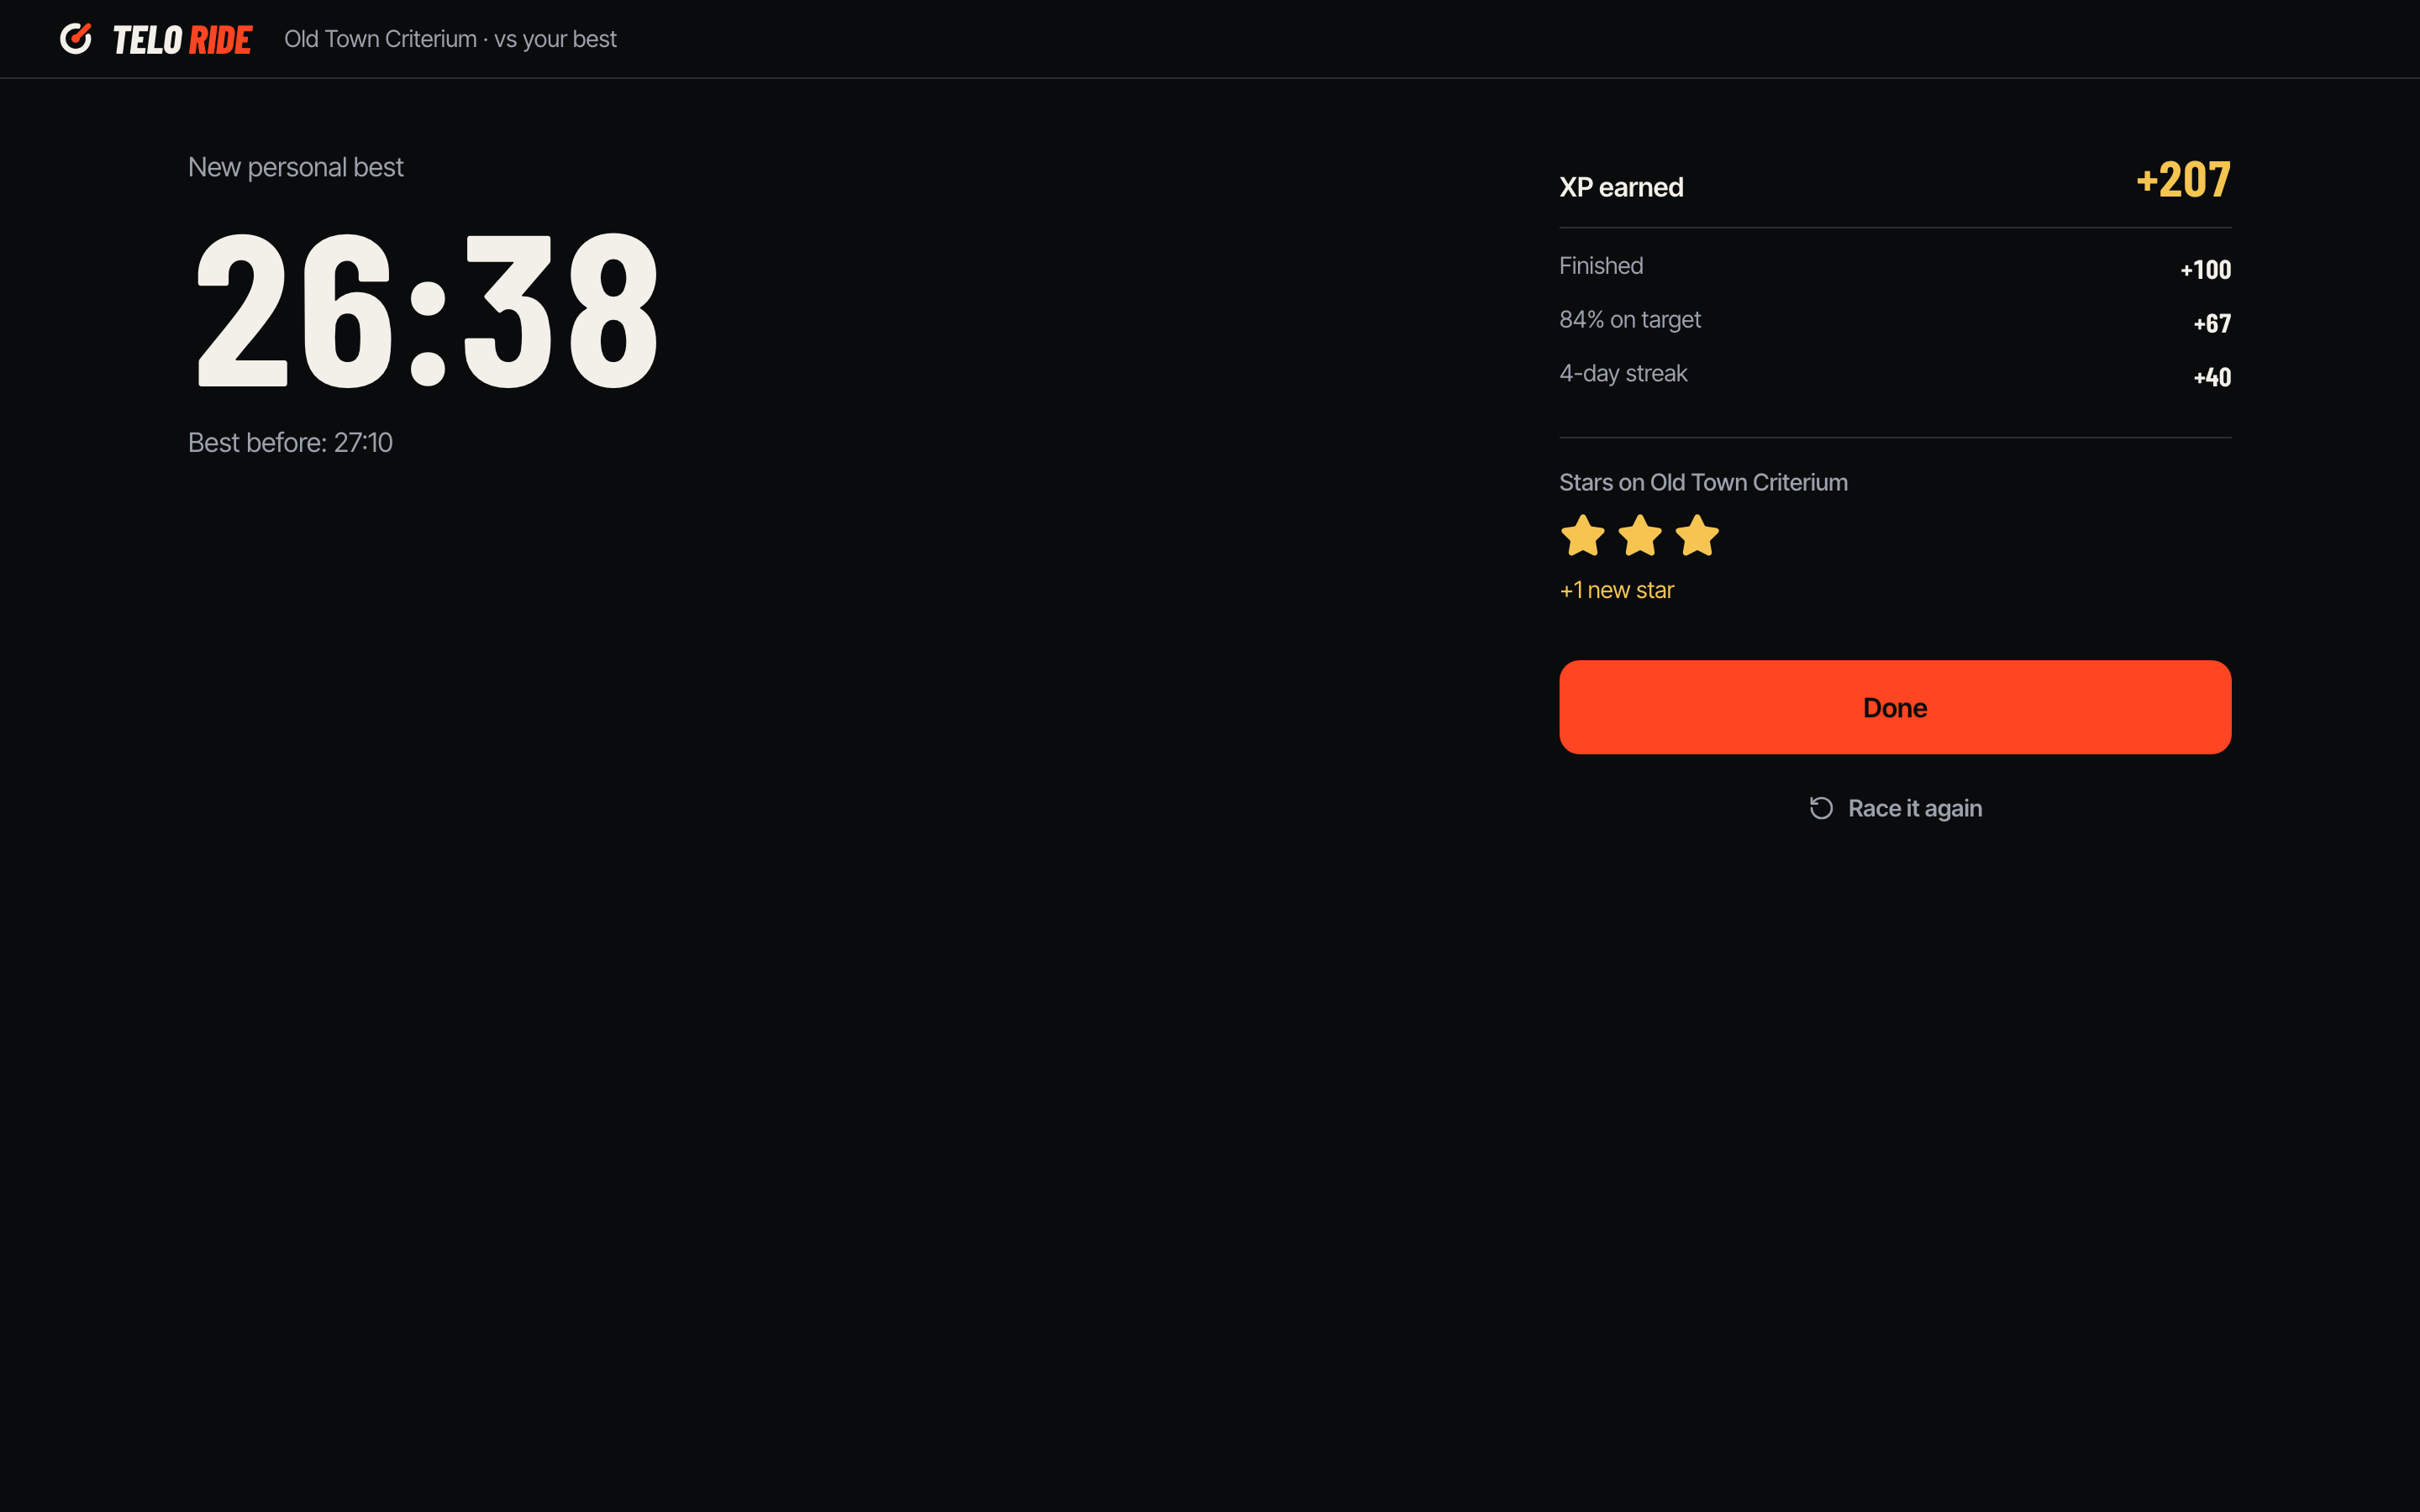 TELO RIDE
Old Town Criterium · vs your best
New personal best
26:38
Best before: 27:10
XP earned +207
Finished +100
84% on target +67
4-day streak +40
Stars on Old Town Criterium
+1 new star
Done
Race it again